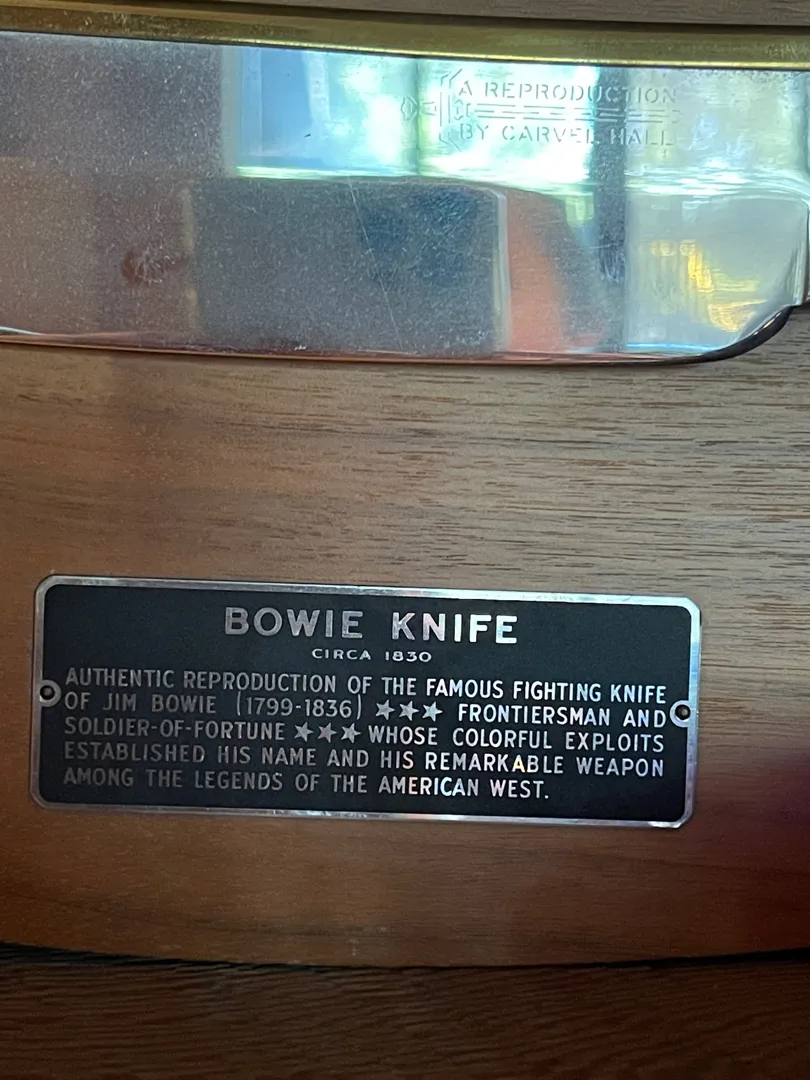 A REPRODUCTION
BY CARVEL HALL
BOWIE KNIFE
CIRCA 1830
AUTHENTIC REPRODUCTION OF THE FAMOUS FIGHTING KNIFE
OF JIM BOWIE (1799-1836) ★★★ FRONTIERSMAN AND
SOLDIER-OF-FORTUNE ★★★ WHOSE COLORFUL EXPLOITS
ESTABLISHED HIS NAME AND HIS REMARKABLE WEAPON
AMONG THE LEGENDS OF THE AMERICAN WEST.